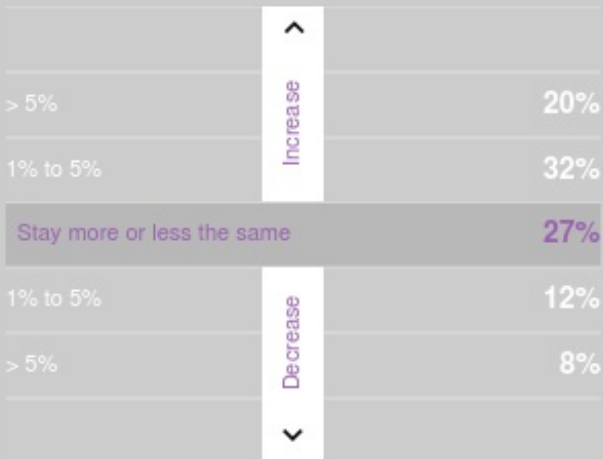 > 5% 20%
Increase
1% to 5% 32%
Stay more or less the same 27%
1% to 5% 12%
Decrease
> 5% 8%